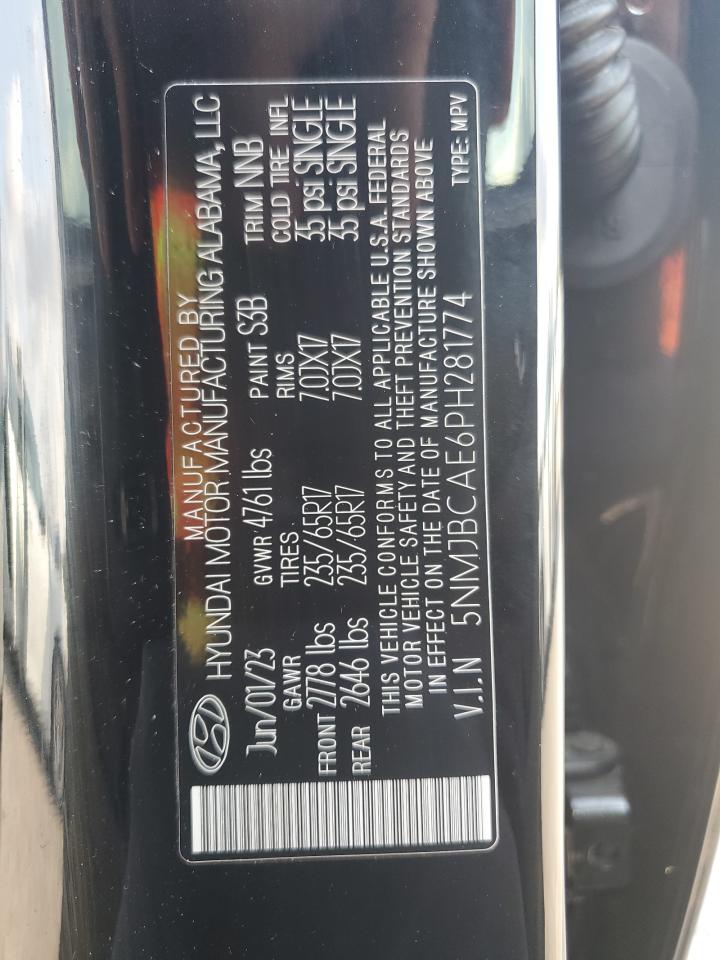 MANUFACTURED BY
HYUNDAI MOTOR MANUFACTURING ALABAMA, LLC
Jun/01/23 GVWR 4761 lbs PAINT S3B TRIM NNB
GAWR TIRES RIMS COLD TIRE INFL
FRONT 2778 lbs 235/65R17 7.0JX17 35 psi SINGLE
REAR 2646 lbs 235/65R17 7.0JX17 35 psi SINGLE
THIS VEHICLE CONFORMS TO ALL APPLICABLE U.S.A. FEDERAL
MOTOR VEHICLE SAFETY AND THEFT PREVENTION STANDARDS
IN EFFECT ON THE DATE OF MANUFACTURE SHOWN ABOVE
V.I.N 5NMJBCAE6PH281774 TYPE: MPV